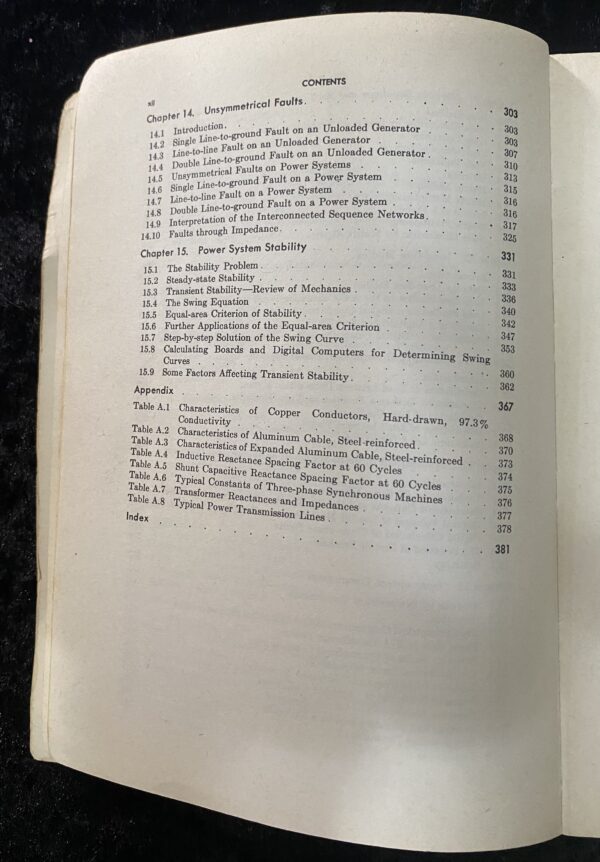 CONTENTS
xii
Chapter 14. Unsymmetrical Faults. 303
14.1 Introduction. 303
14.2 Single Line-to-ground Fault on an Unloaded Generator 303
14.3 Line-to-line Fault on an Unloaded Generator 307
14.4 Double Line-to-ground Fault on an Unloaded Generator. 310
14.5 Unsymmetrical Faults on Power Systems 313
14.6 Single Line-to-ground Fault on a Power System 315
14.7 Line-to-line Fault on a Power System 316
14.8 Double Line-to-ground Fault on a Power System 316
14.9 Interpretation of the Interconnected Sequence Networks. 317
14.10 Faults through Impedance. 325
Chapter 15. Power System Stability 331
15.1 The Stability Problem. 331
15.2 Steady-state Stability 333
15.3 Transient Stability—Review of Mechanics 336
15.4 The Swing Equation 340
15.5 Equal-area Criterion of Stability. 342
15.6 Further Applications of the Equal-area Criterion 347
15.7 Step-by-step Solution of the Swing Curve 353
15.8 Calculating Boards and Digital Computers for Determining Swing
Curves 360
15.9 Some Factors Affecting Transient Stability. 362
Appendix 367
Table A.1 Characteristics of Copper Conductors, Hard-drawn, 97.3%
Conductivity 368
Table A.2 Characteristics of Aluminum Cable, Steel-reinforced. 370
Table A.3 Characteristics of Expanded Aluminum Cable, Steel-reinforced 373
Table A.4 Inductive Reactance Spacing Factor at 60 Cycles 374
Table A.5 Shunt Capacitive Reactance Spacing Factor at 60 Cycles 375
Table A.6 Typical Constants of Three-phase Synchronous Machines 376
Table A.7 Transformer Reactances and Impedances 377
Table A.8 Typical Power Transmission Lines. 378
Index 381